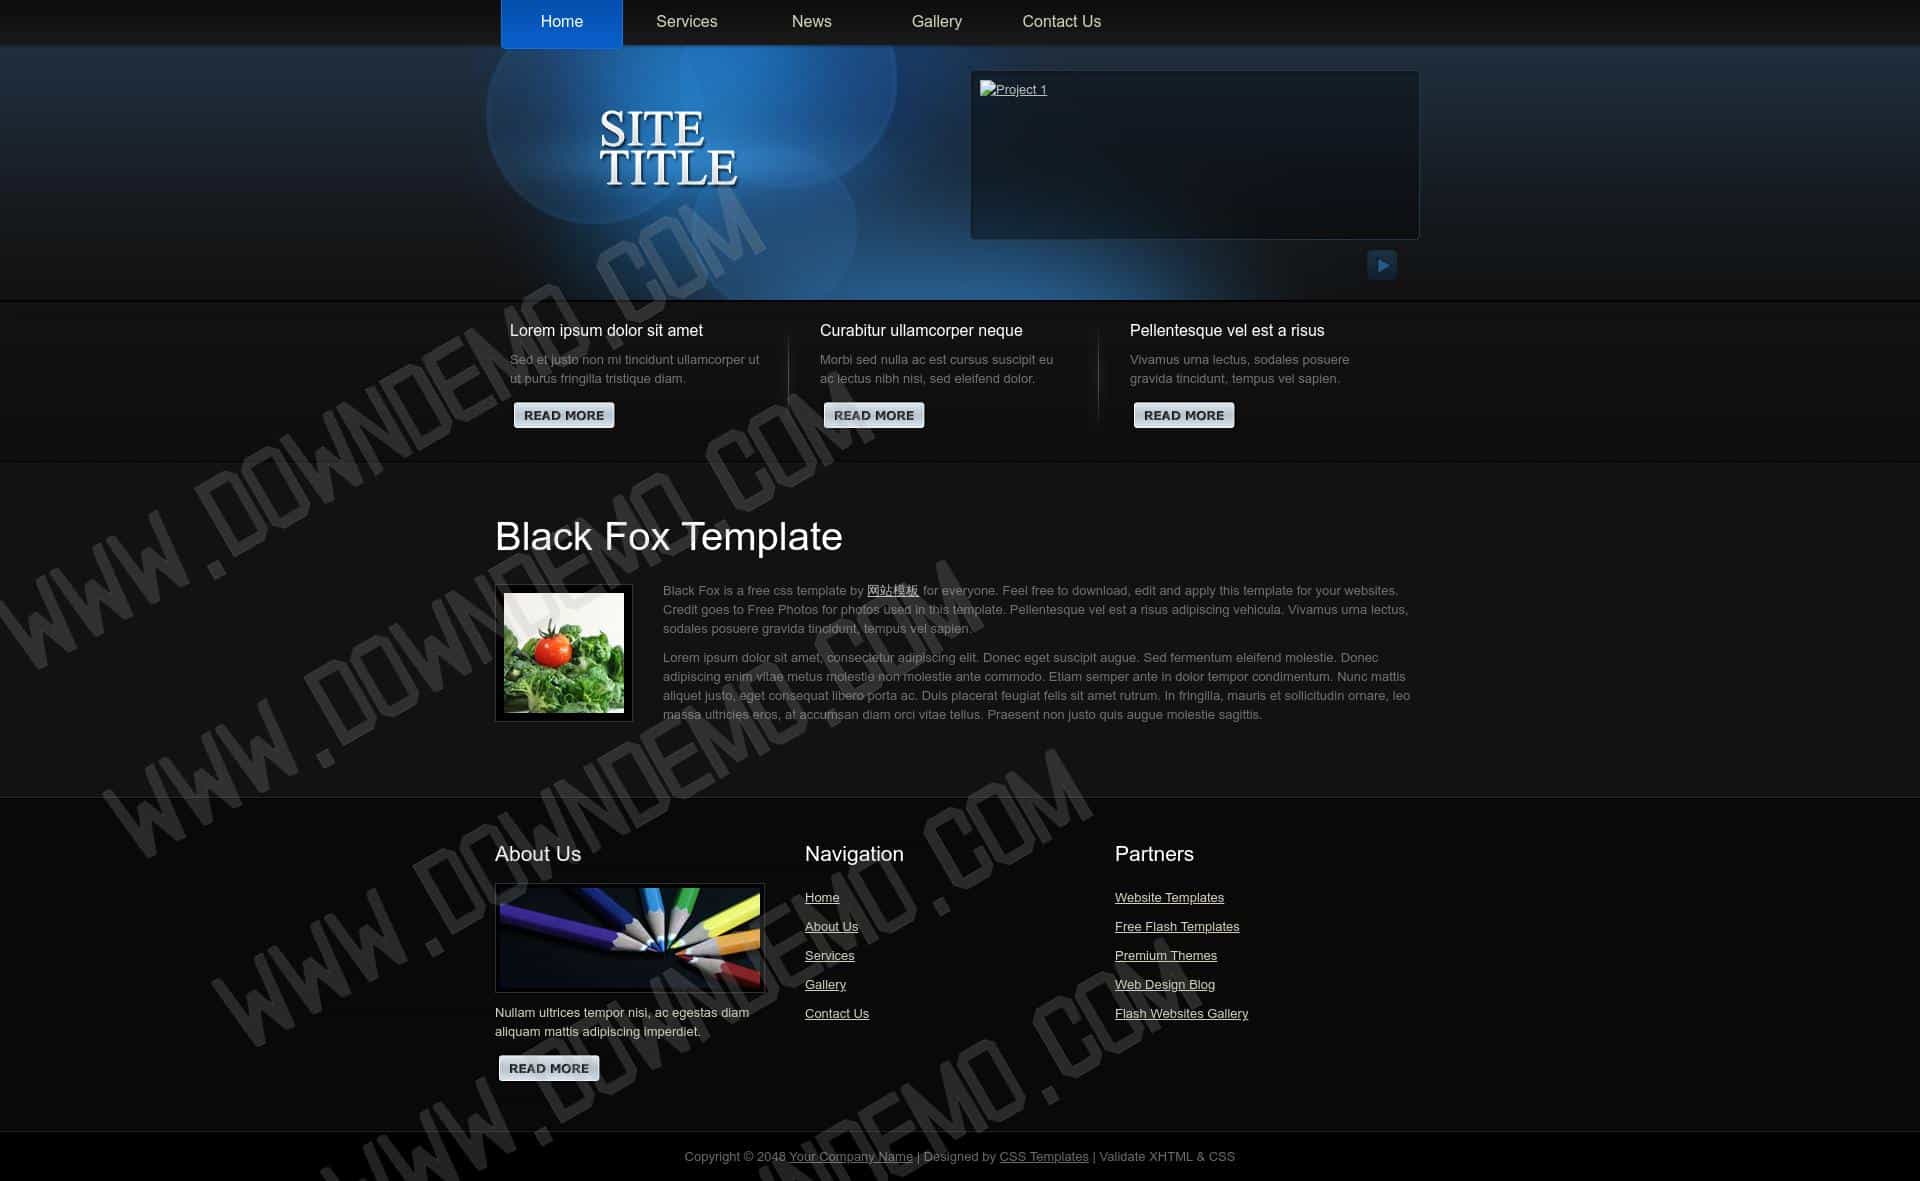 Home
Services
News
Gallery
Contact Us
SITE
TITLE
Project 1
Lorem ipsum dolor sit amet
Sed et justo non mi tincidunt ullamcorper ut
ut purus fringilla tristique diam.
READ MORE
Curabitur ullamcorper neque
Morbi sed nulla ac est cursus suscipit eu
ac lectus nibh nisi, sed eleifend dolor.
READ MORE
Pellentesque vel est a risus
Vivamus urna lectus, sodales posuere
gravida tincidunt, tempus vel sapien.
READ MORE
Black Fox Template
Black Fox is a free css template by 网站模板 for everyone. Feel free to download, edit and apply this template for your websites.
Credit goes to Free Photos for photos used in this template. Pellentesque vel est a risus adipiscing vehicula. Vivamus urna lectus,
sodales posuere gravida tincidunt, tempus vel sapien.
Lorem ipsum dolor sit amet, consectetur adipiscing elit. Donec eget suscipit augue. Sed fermentum eleifend molestie. Donec
adipiscing enim vitae metus molestie non molestie ante commodo. Etiam semper ante in dolor tempor condimentum. Nunc mattis
aliquet justo, eget consequat libero porta ac. Duis placerat feugiat felis sit amet rutrum. In fringilla, mauris et sollicitudin ornare, leo
massa ultricies eros, at accumsan diam orci vitae tellus. Praesent non justo quis augue molestie sagittis.
About Us
Nullam ultrices tempor nisi, ac egestas diam
aliquam mattis adipiscing imperdiet.
READ MORE
Navigation
Home
About Us
Services
Gallery
Contact Us
Partners
Website Templates
Free Flash Templates
Premium Themes
Web Design Blog
Flash Websites Gallery
Copyright © 2048 Your Company Name | Designed by CSS Templates | Validate XHTML & CSS
WWW.DOWNDEMO.COM
WWW.DOWNDEMO.COM
WWW.DOWNDEMO.COM
WWW.DOWNDEMO.COM
NDEMO.COM